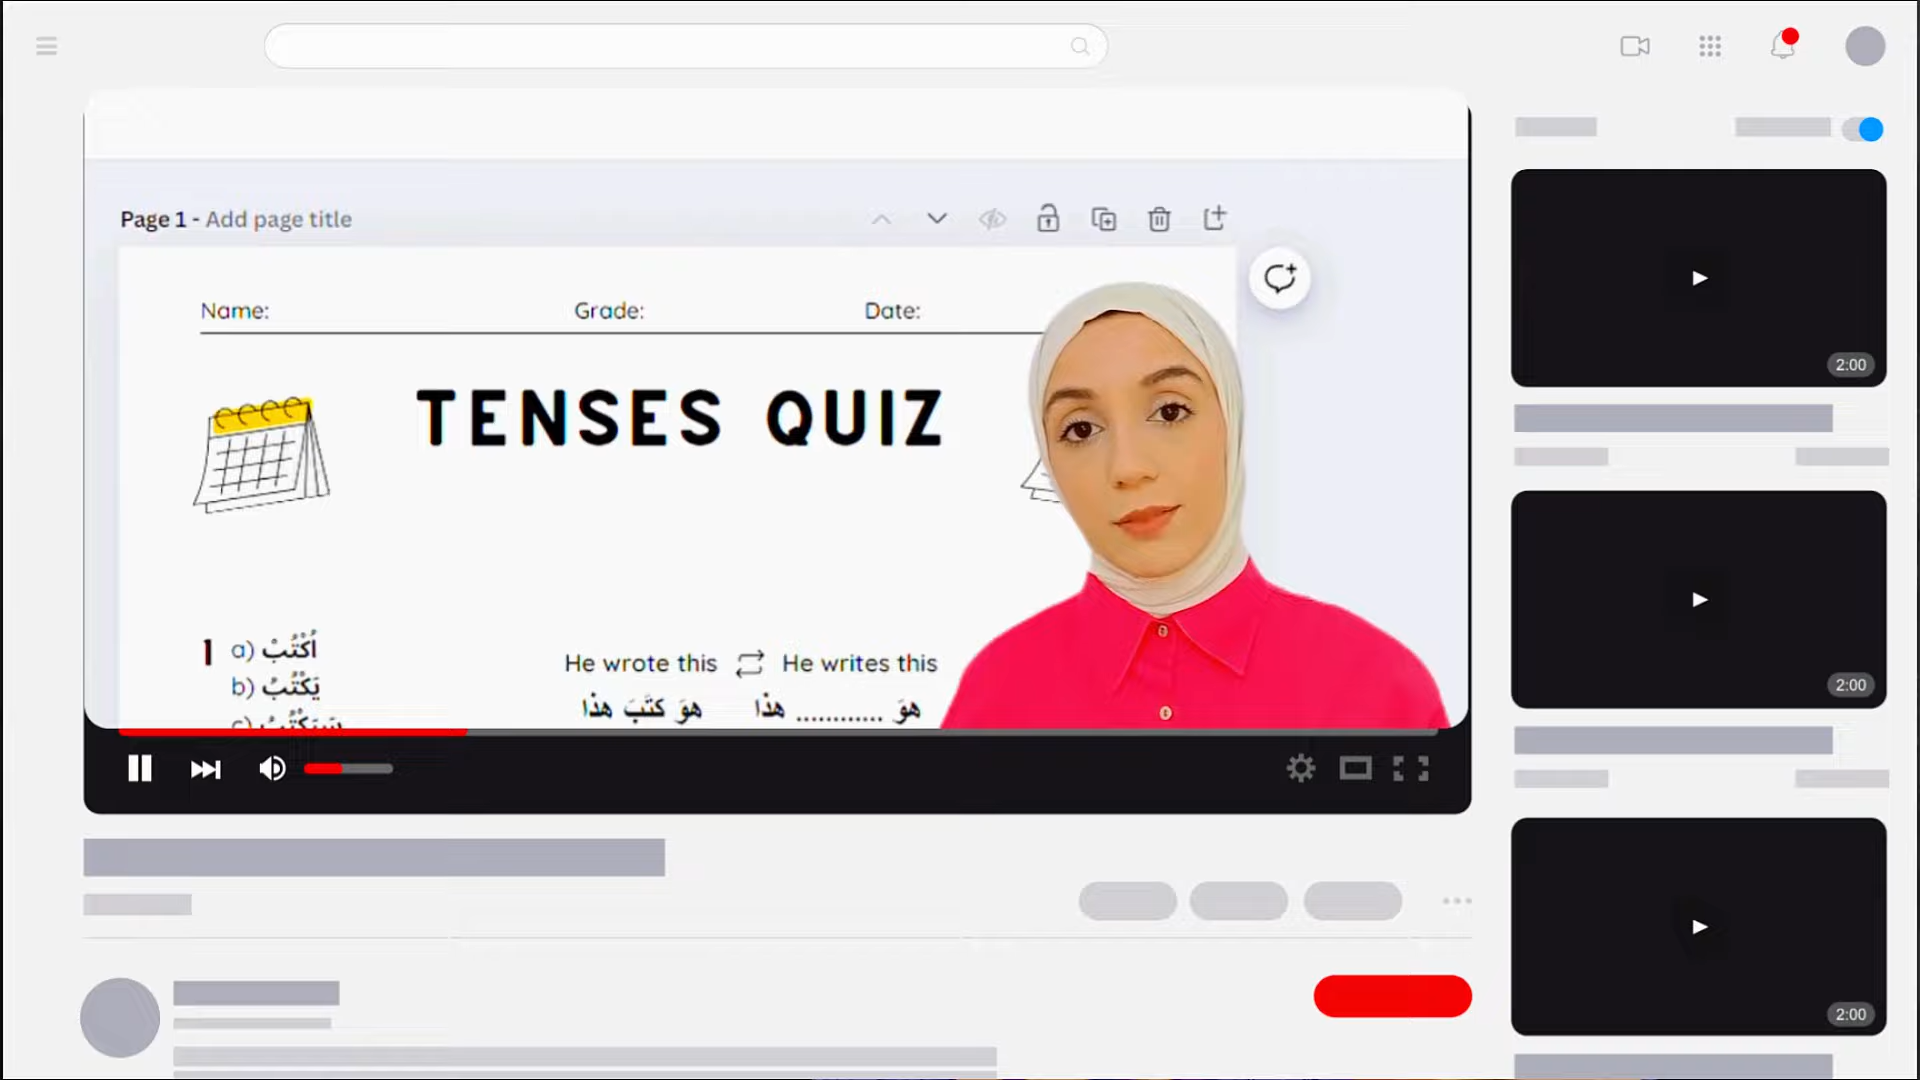 Page 1 - Add page title
Name: Grade: Date:
TENSES QUIZ
1 a) اُكْتُبْ
b) يَكْتُبُ
c) سَيَكْتُبُ
He wrote this He writes this
هوَ كتَبَ هذا
هوَ ............ هذا
2:00
2:00
2:00